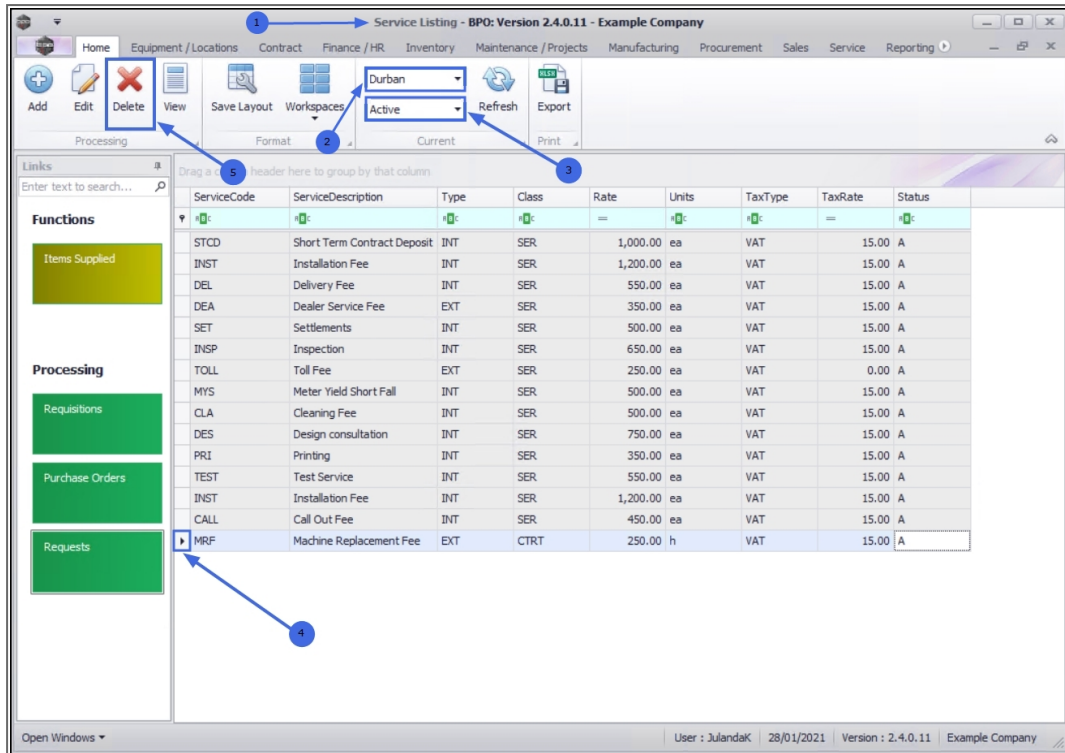 1
Service Listing - BPO: Version 2.4.0.11 - Example Company
Home Equipment / Locations Contract Finance / HR Inventory Maintenance / Projects Manufacturing Procurement Sales Service Reporting
Add Edit Delete View Save Layout Workspaces Durban Active Refresh Export
Processing Format Current Print
2
3
5
4
Links
Enter text to search...
Functions
Items Supplied
Processing
Requisitions
Purchase Orders
Requests
Drag a header here to group by that column
ServiceCode ServiceDescription Type Class Rate Units TaxType TaxRate Status
STCD Short Term Contract Deposit INT SER 1,000.00 ea VAT 15.00 A
INST Installation Fee INT SER 1,200.00 ea VAT 15.00 A
DEL Delivery Fee INT SER 550.00 ea VAT 15.00 A
DEA Dealer Service Fee EXT SER 350.00 ea VAT 15.00 A
SET Settlements INT SER 500.00 ea VAT 15.00 A
INSP Inspection INT SER 650.00 ea VAT 15.00 A
TOLL Toll Fee EXT SER 250.00 ea VAT 0.00 A
MYS Meter Yield Short Fall INT SER 500.00 ea VAT 15.00 A
CLA Cleaning Fee INT SER 500.00 ea VAT 15.00 A
DES Design consultation INT SER 750.00 ea VAT 15.00 A
PRI Printing INT SER 350.00 ea VAT 15.00 A
TEST Test Service INT SER 550.00 ea VAT 15.00 A
INST Installation Fee INT SER 1,200.00 ea VAT 15.00 A
CALL Call Out Fee INT SER 450.00 ea VAT 15.00 A
MRF Machine Replacement Fee EXT CTRT 250.00 h VAT 15.00 A
Open Windows User : JulandaK 28/01/2021 Version : 2.4.0.11 Example Company